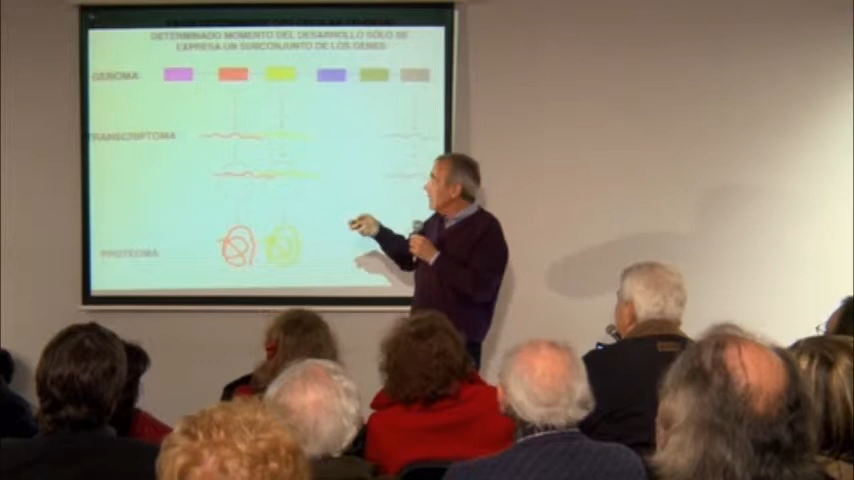 DETERMINADO MOMENTO DEL DESARROLLO SÓLO SE
EXPRESA UN SUBCONJUNTO DE LOS GENES
GENOMA
TRANSCRIPTOMA
PROTEOMA